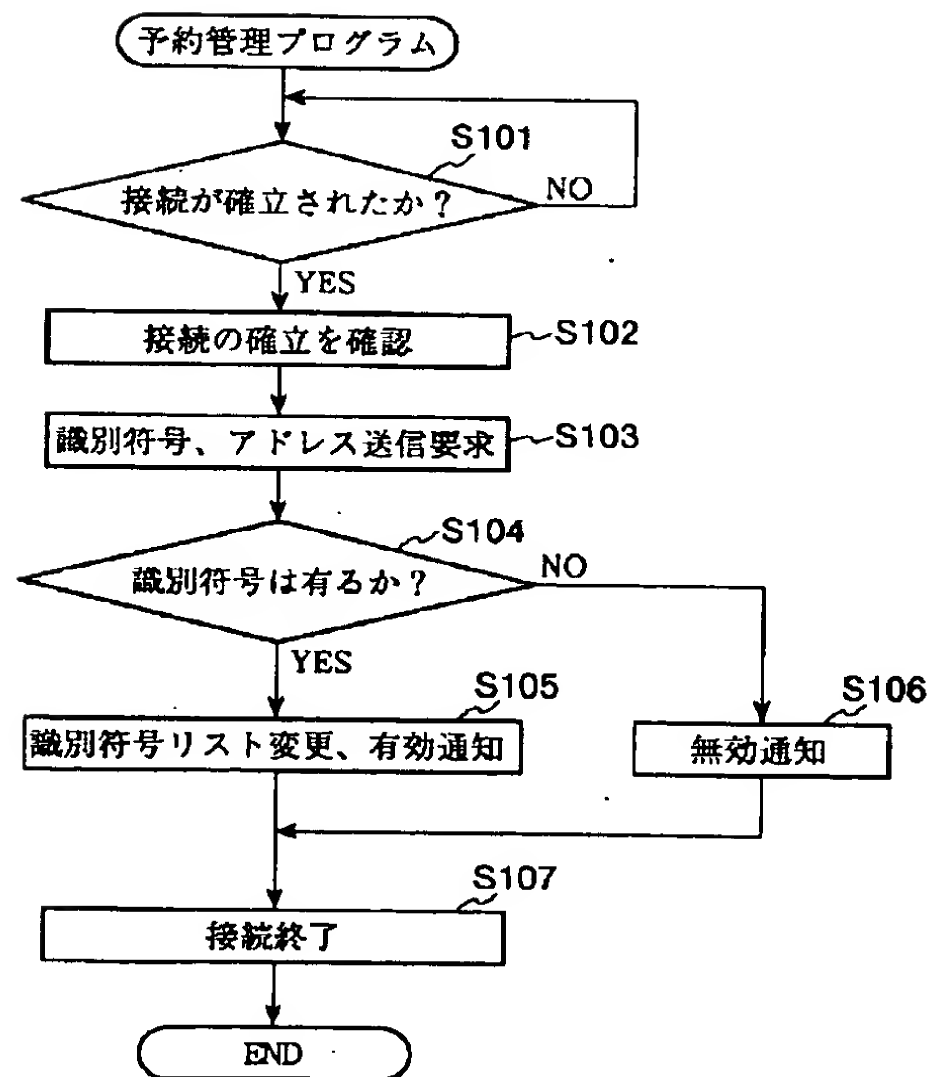 予約管理プログラム
S101
接続が確立されたか？
NO
YES
接続の確立を確認
S102
識別符号、アドレス送信要求
S103
S104
識別符号は有るか？
NO
YES
S105
識別符号リスト変更、有効通知
S106
無効通知
S107
接続終了
END